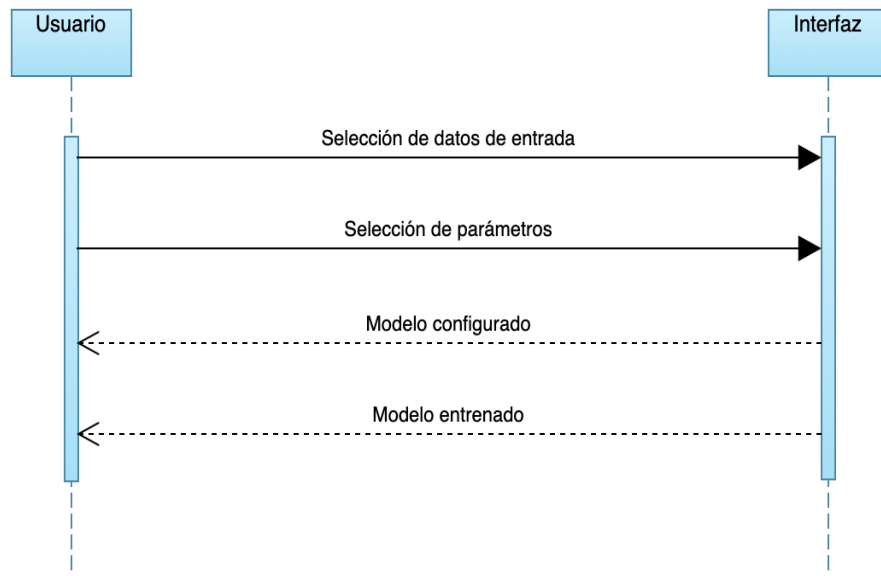 Usuario
Interfaz
Selección de datos de entrada
Selección de parámetros
Modelo configurado
Modelo entrenado